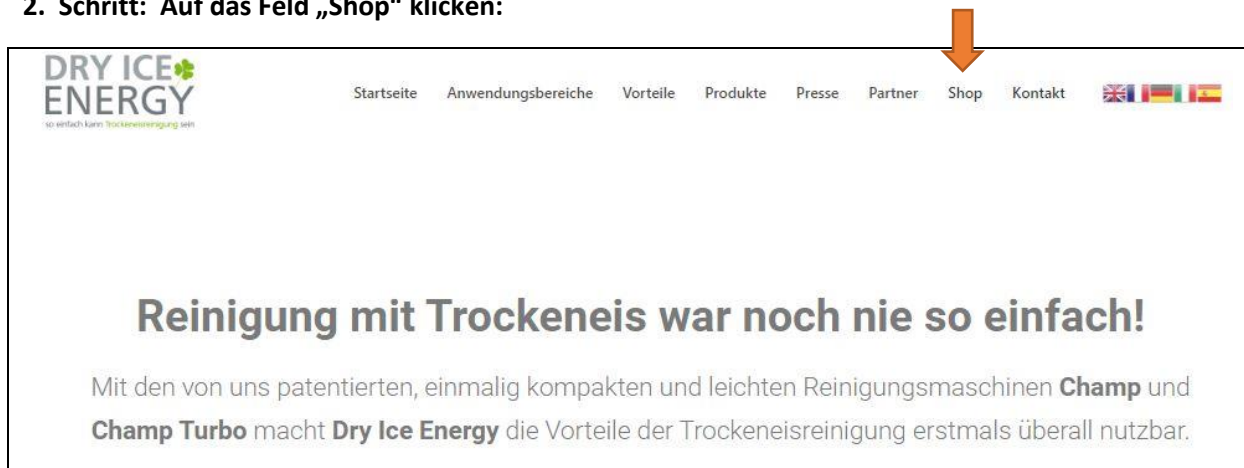 2. Schritt: Auf das Feld „Shop“ klicken:
DRY ICE
ENERGY
so einfach kann Trockeneisreinigung sein
Startseite Anwendungsbereiche Vorteile Produkte Presse Partner Shop Kontakt
Reinigung mit Trockeneis war noch nie so einfach!
Mit den von uns patentierten, einmalig kompakten und leichten Reinigungsmaschinen Champ und
Champ Turbo macht Dry Ice Energy die Vorteile der Trockeneisreinigung erstmals überall nutzbar.